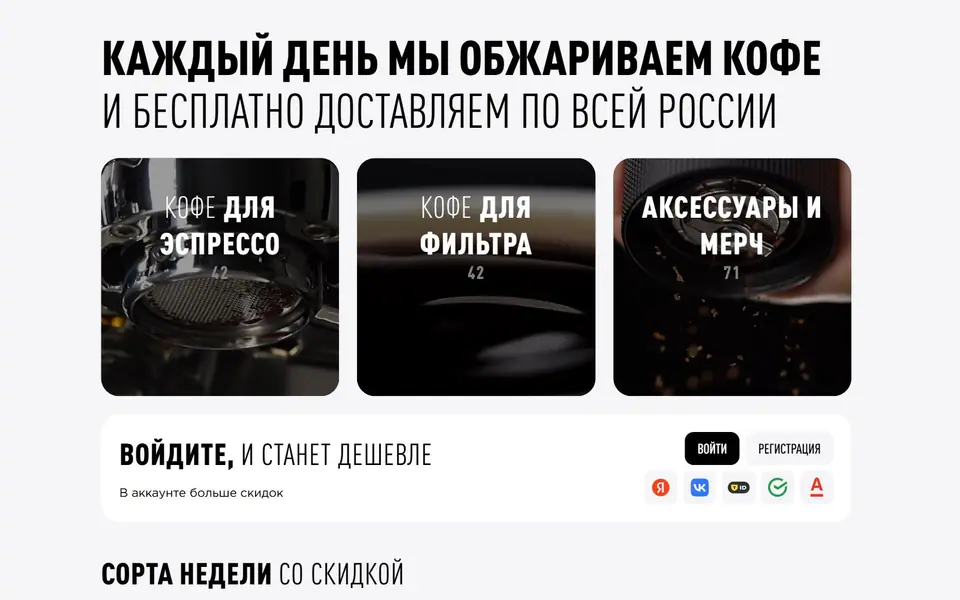 КАЖДЫЙ ДЕНЬ МЫ ОБЖАРИВАЕМ КОФЕ
И БЕСПЛАТНО ДОСТАВЛЯЕМ ПО ВСЕЙ РОССИИ
КОФЕ ДЛЯ
ЭСПРЕССО
42
КОФЕ ДЛЯ
ФИЛЬТРА
42
АКСЕССУАРЫ И
МЕРЧ
71
ВОЙДИТЕ, И СТАНЕТ ДЕШЕВЛЕ
В аккаунте больше скидок
ВОЙТИ
РЕГИСТРАЦИЯ
Я
VK
T ID
А
СОРТА НЕДЕЛИ СО СКИДКОЙ